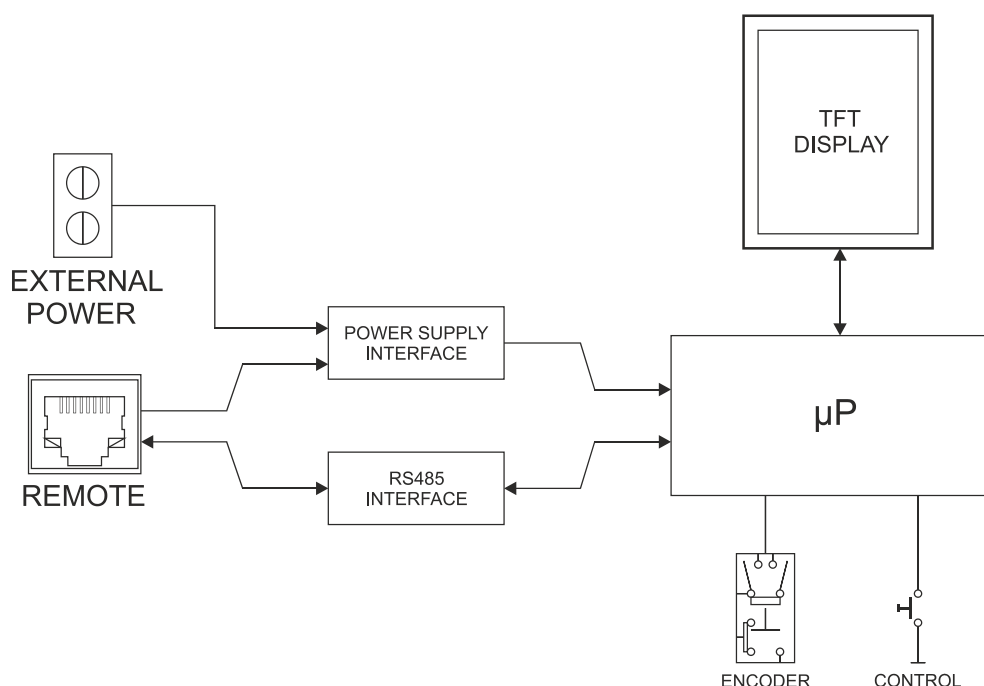 TFT
DISPLAY
EXTERNAL
POWER
POWER SUPPLY
INTERFACE
µP
REMOTE
RS485
INTERFACE
ENCODER
CONTROL